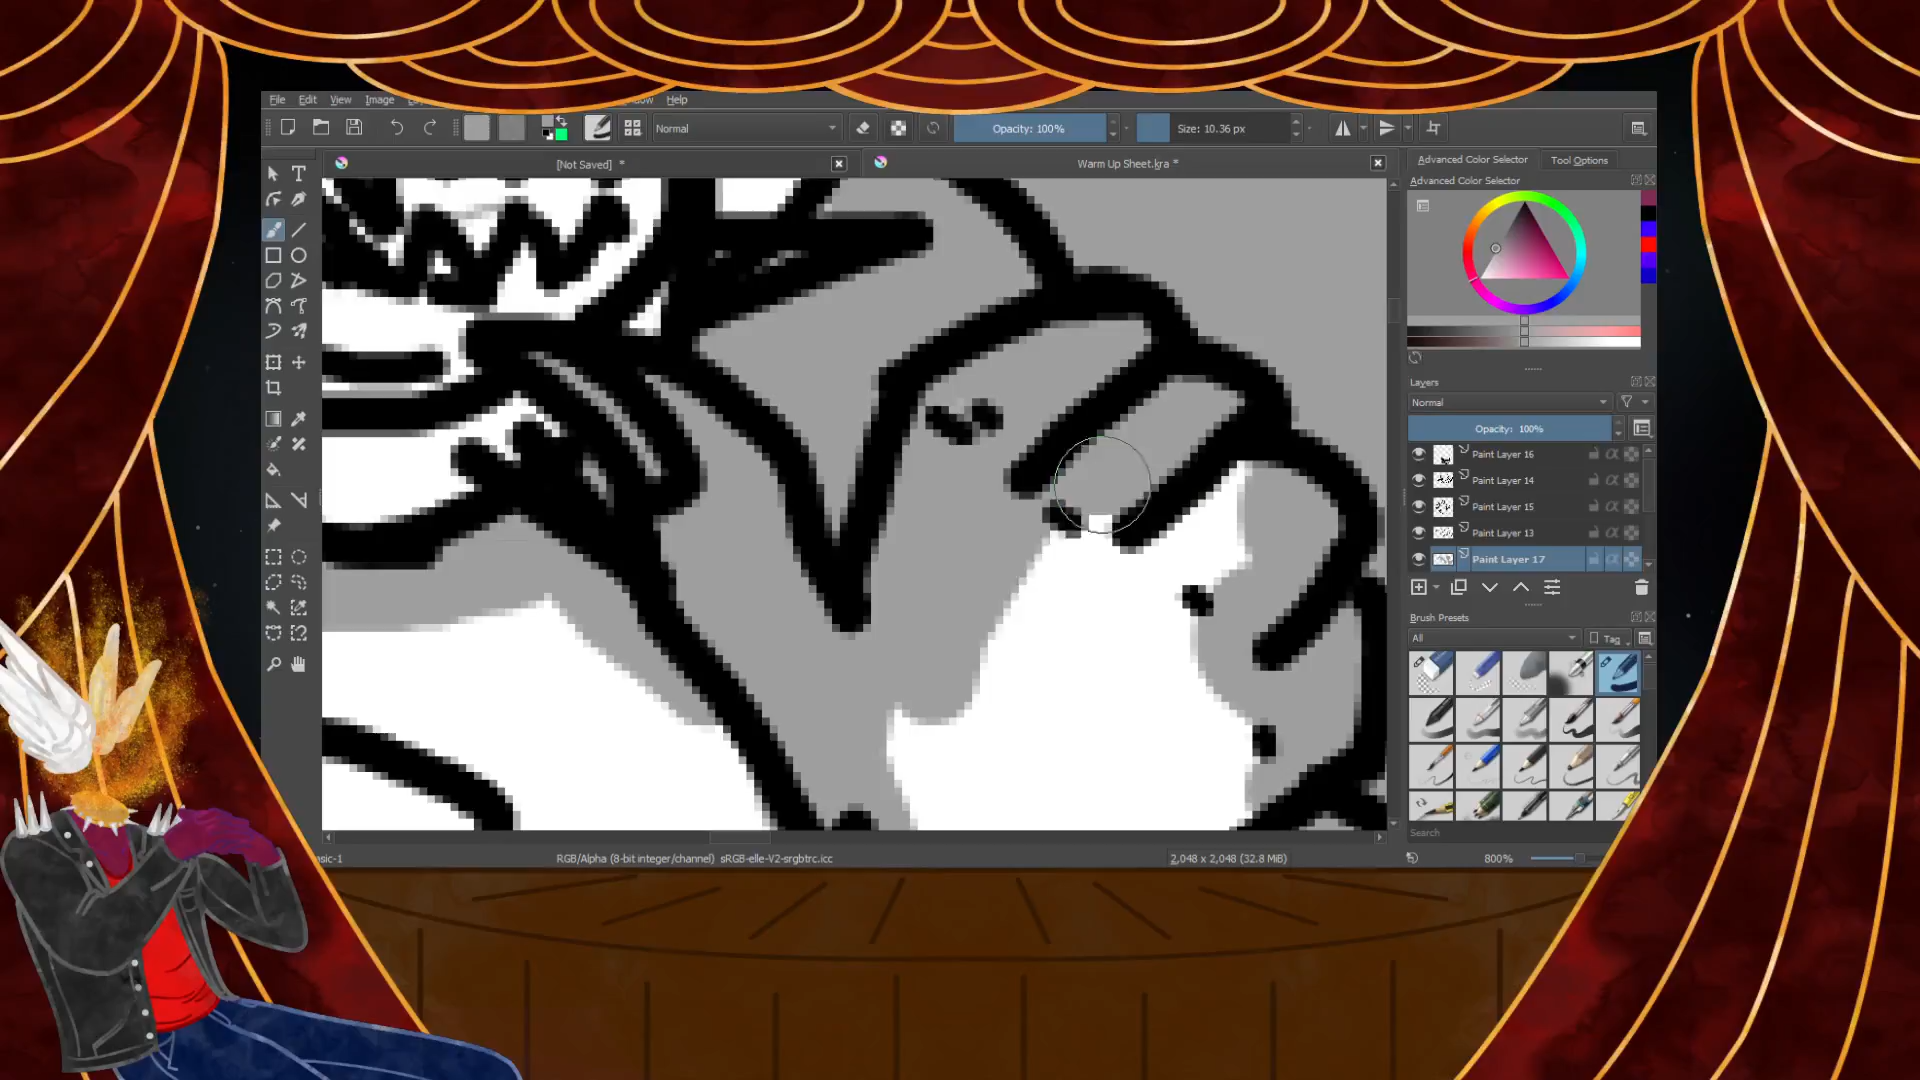 File Edit View Image Help
Normal
Opacity: 100%
Size: 10.36 px
[Not Saved] *
Warm Up Sheet.kra *
Advanced Color Selector
Tool Options
Advanced Color Selector
Layers
Normal
Opacity: 100%
Paint Layer 16
Paint Layer 14
Paint Layer 15
Paint Layer 13
Paint Layer 17
Brush Presets
All
Tag
Search
RGB/Alpha (8-bit integer/channel) sRGB-elle-V2-srgbtrc.icc
2,048 x 2,048 (32.8 MiB)
800%